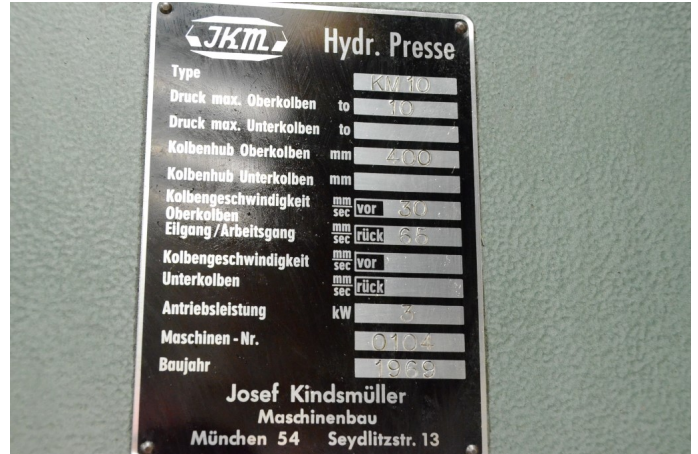 JKM Hydr. Presse
Type KM 10
Druck max. Oberkolben to 10
Druck max. Unterkolben to
Kolbenhub Oberkolben mm 400
Kolbenhub Unterkolben mm
Kolbengeschwindigkeit mm/sec vor 30
Oberkolben
Eilgang/Arbeitsgang mm/sec rück 65
Kolbengeschwindigkeit mm/sec vor
Unterkolben mm/sec rück
Antriebsleistung kW 3
Maschinen-Nr. 0104
Baujahr 1969
Josef Kindsmüller
Maschinenbau
München 54 Seydlitzstr. 13